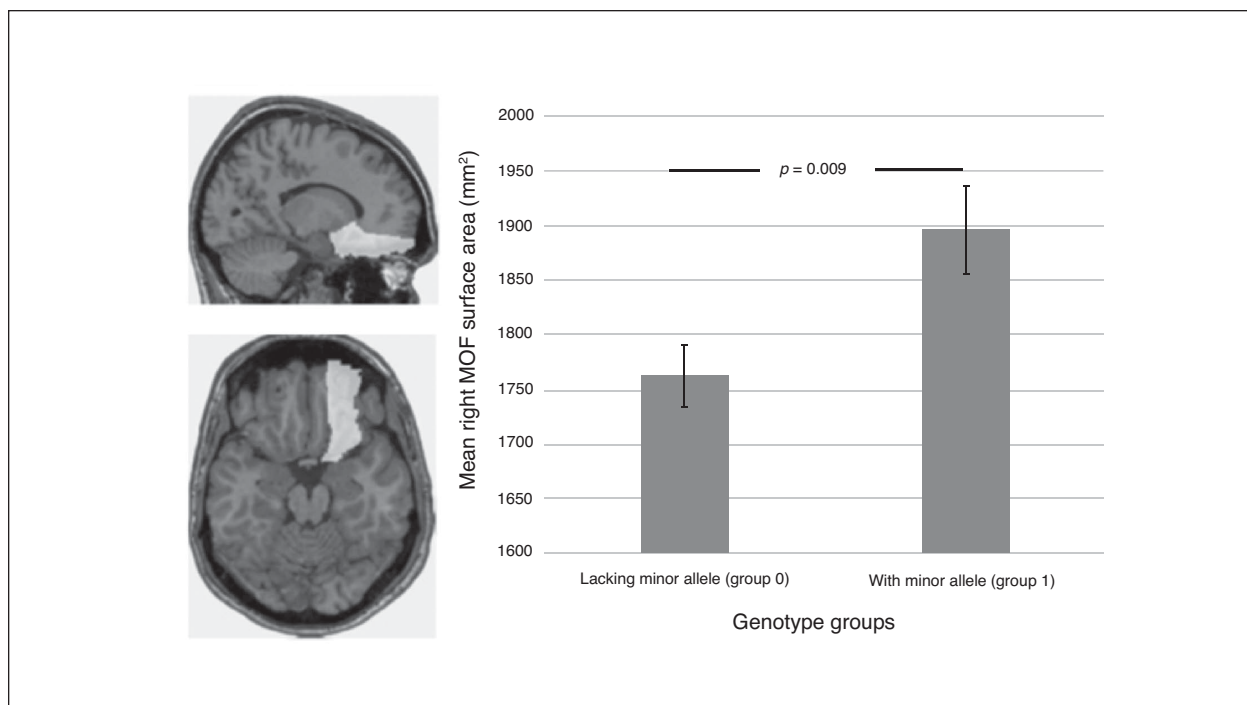 Mean right MOF surface area (mm²)
2000
1950
1900
1850
1800
1750
1700
1650
1600
p = 0.009
Lacking minor allele (group 0)
With minor allele (group 1)
Genotype groups